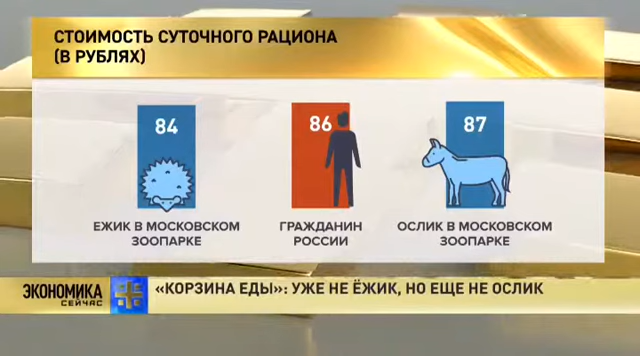 СТОИМОСТЬ СУТОЧНОГО РАЦИОНА
(В РУБЛЯХ)
84
86
87
ЕЖИК В МОСКОВСКОМ
ЗООПАРКЕ
ГРАЖДАНИН
РОССИИ
ОСЛИК В МОСКОВСКОМ
ЗООПАРКЕ
ЭКОНОМИКА
СЕЙЧАС
«КОРЗИНА ЕДЫ»: УЖЕ НЕ ЁЖИК, НО ЕЩЕ НЕ ОСЛИК